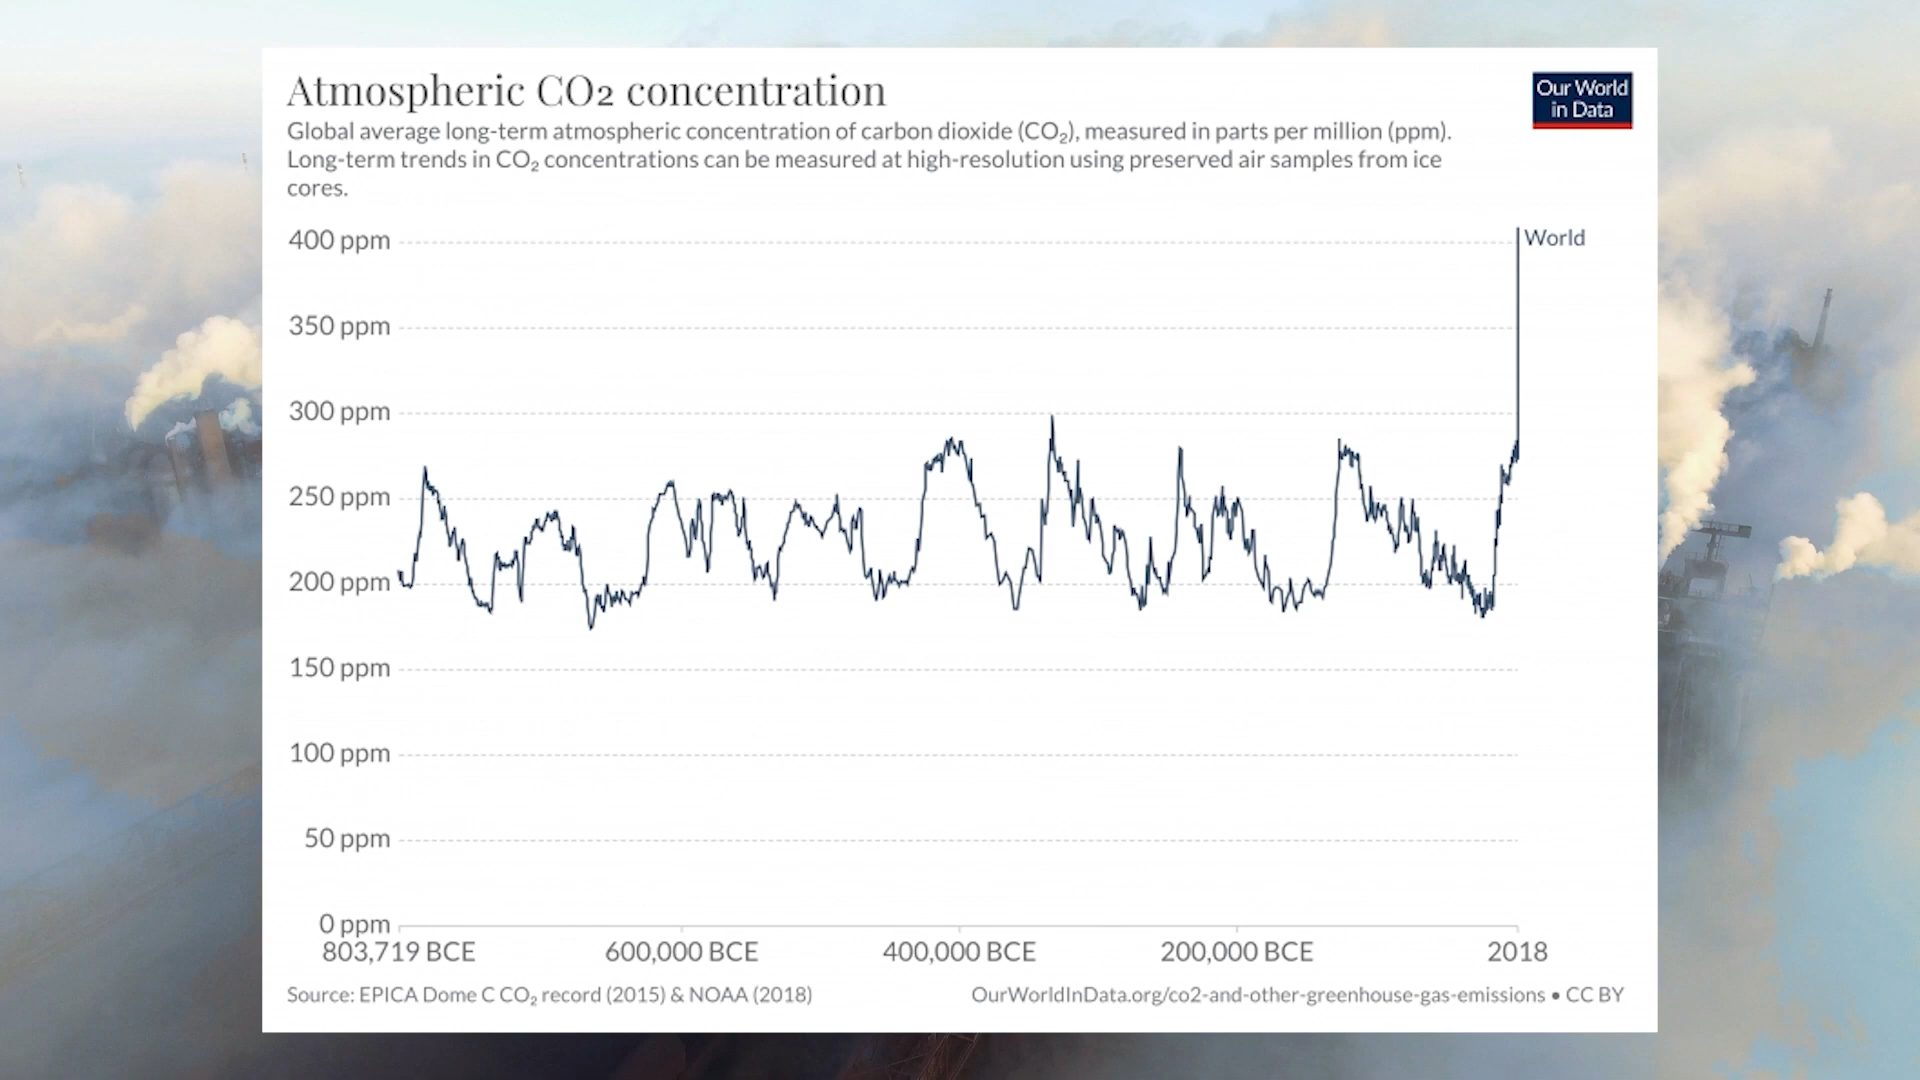 Atmospheric CO2 concentration
Our World
in Data
Global average long-term atmospheric concentration of carbon dioxide (CO₂), measured in parts per million (ppm).
Long-term trends in CO₂ concentrations can be measured at high-resolution using preserved air samples from ice
cores.
400 ppm
World
350 ppm
300 ppm
250 ppm
200 ppm
150 ppm
100 ppm
50 ppm
0 ppm
803,719 BCE 600,000 BCE 400,000 BCE 200,000 BCE 2018
Source: EPICA Dome C CO₂ record (2015) & NOAA (2018) OurWorldInData.org/co2-and-other-greenhouse-gas-emissions • CC BY